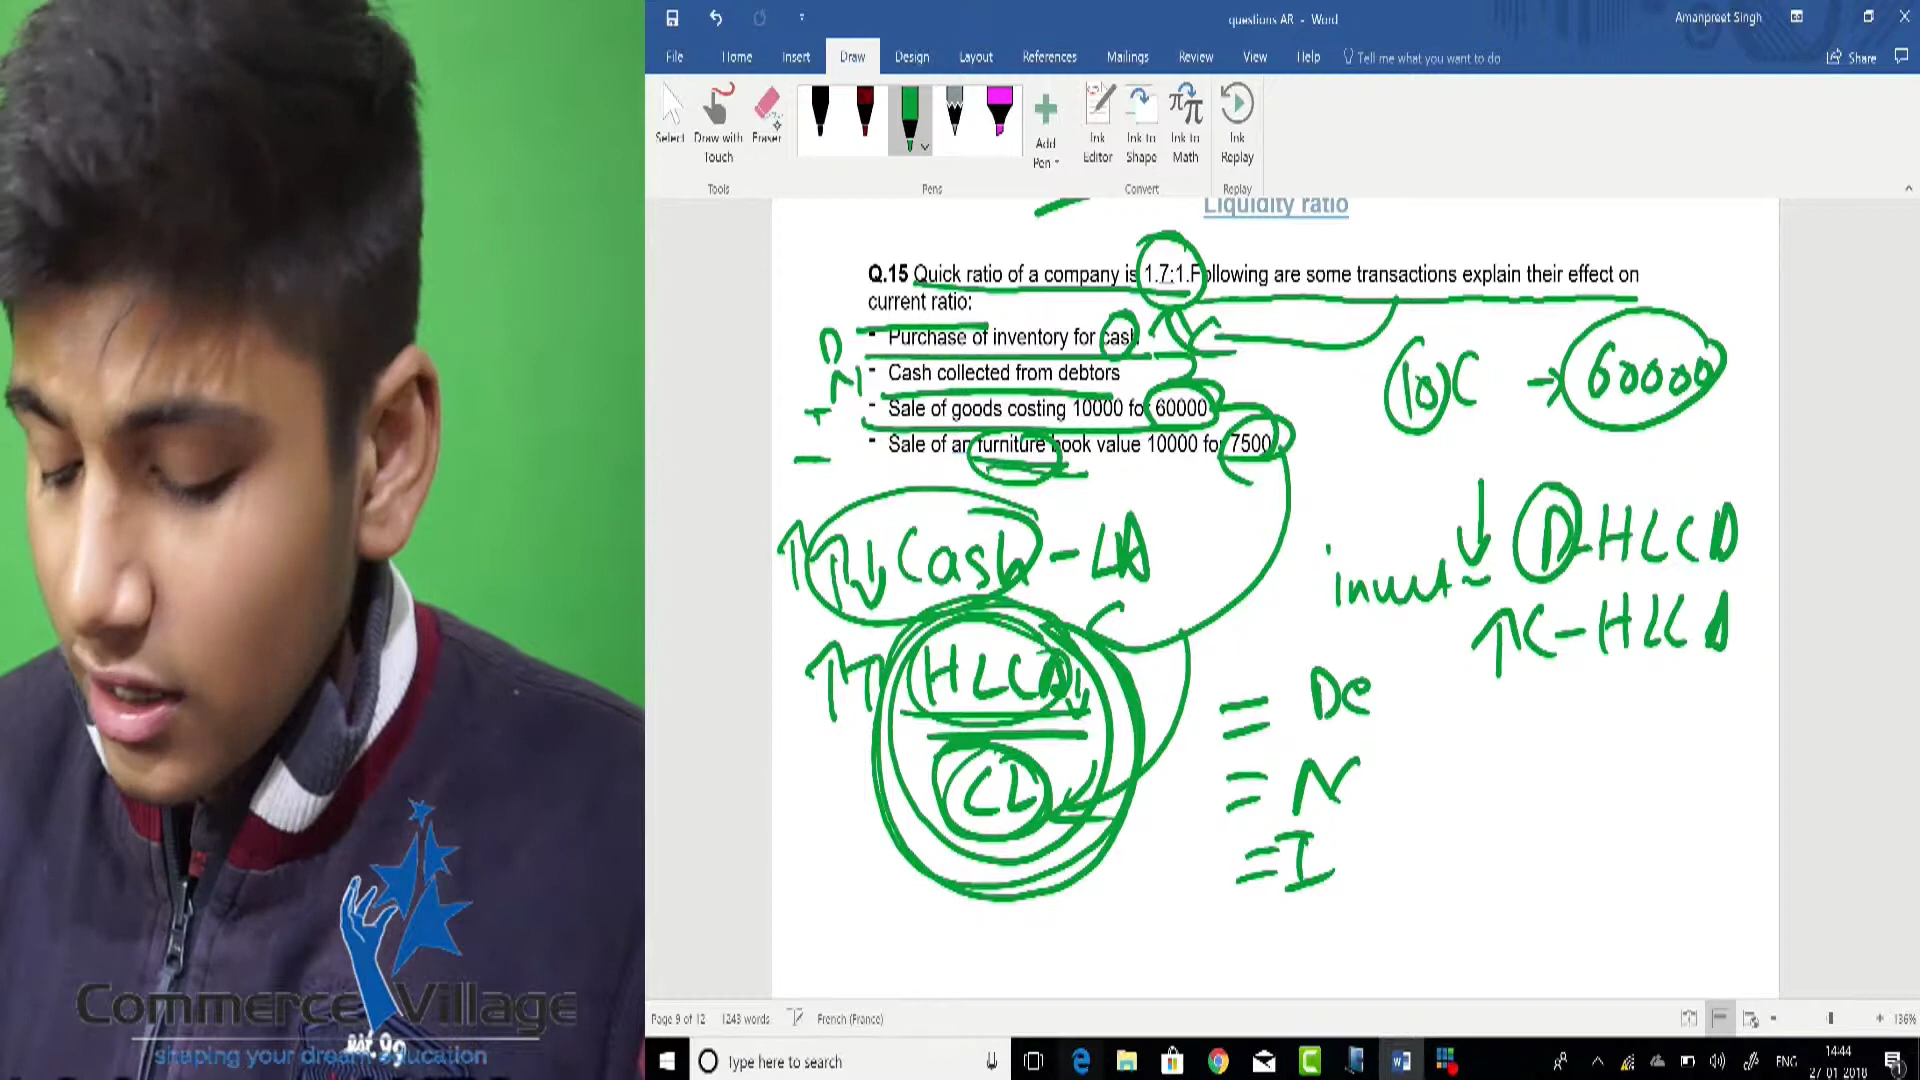 questions AR - Word
Amanpreet Singh
File Home Insert Draw Design Layout References Mailings Review View Help Tell me what you want to do Share
Select Draw with Touch Eraser Add Pen Ink Editor Ink to Shape Ink to Math Ink Replay
Tools Pens Convert Replay
Liquidity ratio
Q.15 Quick ratio of a company is 1.7:1.Following are some transactions explain their effect on
current ratio:
D - Purchase of inventory for cash
N - Cash collected from debtors
+ - Sale of goods costing 10000 for 60000
- - Sale of an furniture book value 10000 for 7500
10 C → 60000
↑↑↓ Cash - LA
↓ D-HLCD
↑C-HLCD
↑↑ HLCD↓
CL
= De
= N
= I
Commerce Village
shaping your dream education
Page 9 of 12 1243 words French (France) 136%
Type here to search
ENG
14:44
27-01-2018